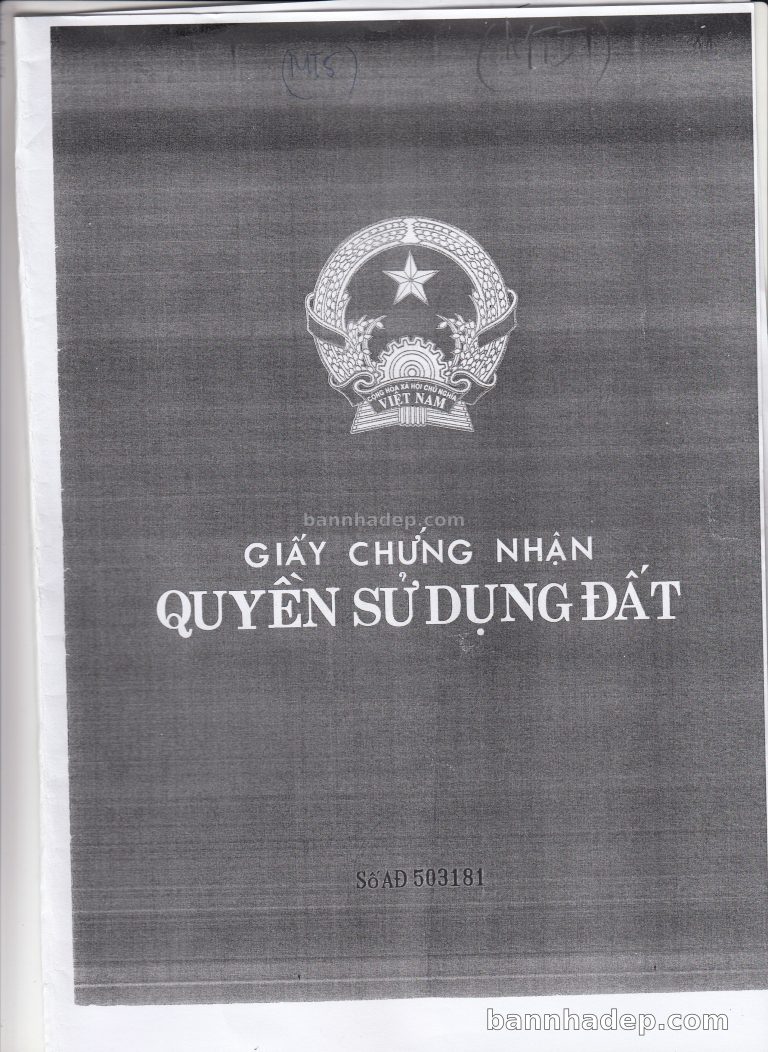 (MTS)
CỘNG HÒA XÃ HỘI CHỦ NGHĨA
VIỆT NAM
bannhadep.com
GIẤY CHỨNG NHẬN
QUYỀN SỬ DỤNG ĐẤT
Số AĐ 503181
bannhadep.com